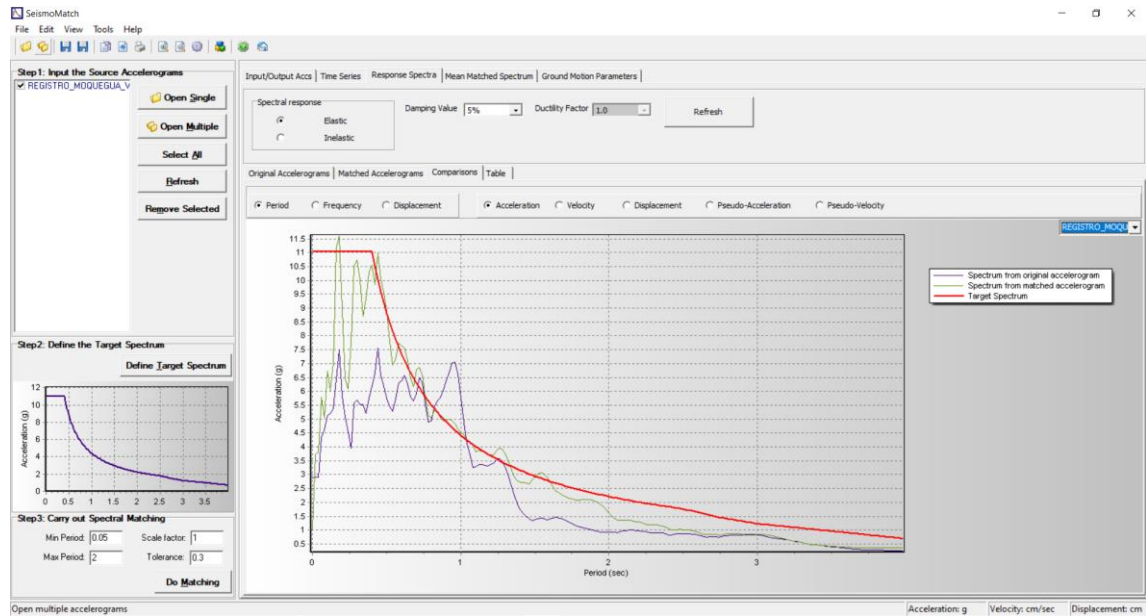 SeismoMatch
File Edit View Tools Help
Step1: Input the Source Accelerograms
REGISTRO_MOQUEGUA_V
Open Single
Open Multiple
Select All
Refresh
Remove Selected
Step2: Define the Target Spectrum
Define Target Spectrum
Acceleration (g)
12
10
8
6
4
2
0
0 0.5 1 1.5 2 2.5 3 3.5
Step3: Carry out Spectral Matching
Min Period: 0.05 Scale factor: 1
Max Period: 2 Tolerance: 0.3
Do Matching
Input/Output Accs Time Series Response Spectra Mean Matched Spectrum Ground Motion Parameters
Spectral response
Elastic
Inelastic
Damping Value 5% Ductility Factor 1.0 Refresh
Original Accelerograms Matched Accelerograms Comparisons Table
Period Frequency Displacement Acceleration Velocity Displacement Pseudo-Acceleration Pseudo-Velocity
REGISTRO_MOQU
Spectrum from original accelerogram
Spectrum from matched accelerogram
Target Spectrum
Acceleration (g)
11.5
11
10.5
10
9.5
9
8.5
8
7.5
7
6.5
6
5.5
5
4.5
4
3.5
3
2.5
2
1.5
1
0.5
0 1 2 3
Period (sec)
Open multiple accelerograms Acceleration: g Velocity: cm/sec Displacement: cm